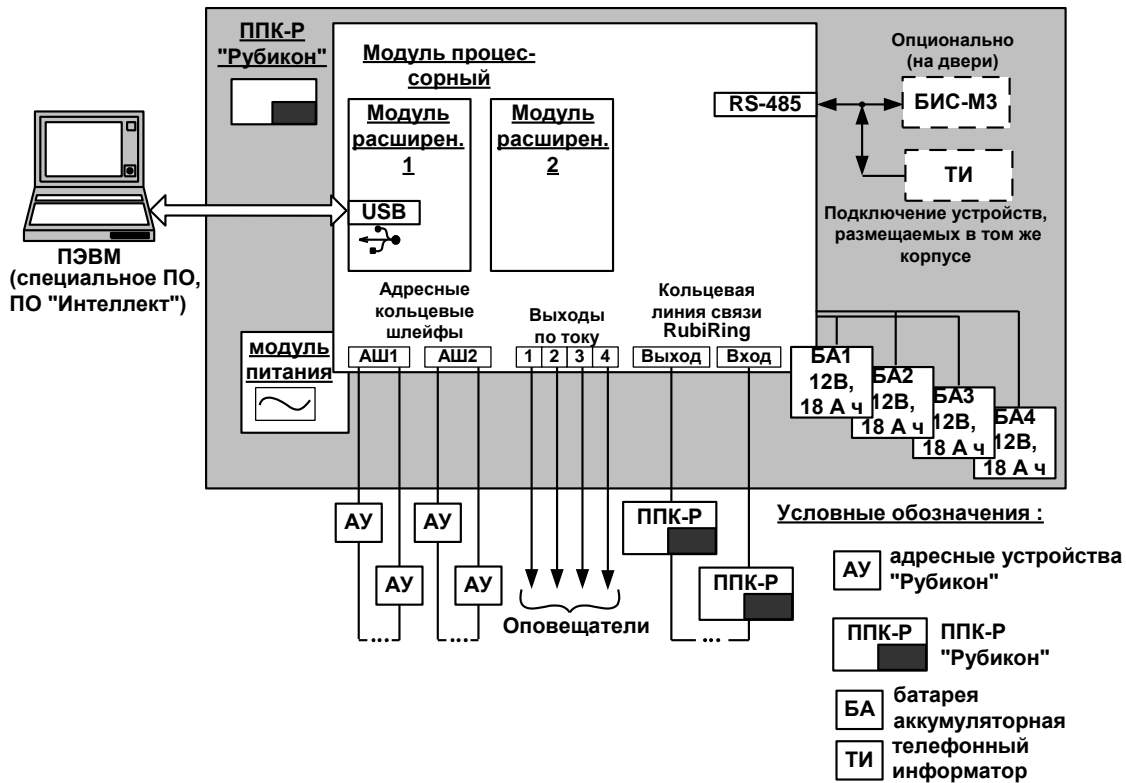 ППК-Р
"Рубикон"
Модуль процес-
сорный
Модуль
расширен.
1
Модуль
расширен.
2
USB
RS-485
Опционально
(на двери)
БИС-М3
ТИ
Подключение устройств,
размещаемых в том же
корпусе
ПЭВМ
(специальное ПО,
ПО "Интеллект")
модуль
питания
Адресные
кольцевые
шлейфы
АШ1
АШ2
Выходы
по току
1
2
3
4
Кольцевая
линия связи
RubiRing
Выход
Вход
БА1
12В,
18 А ч
БА2
12В,
18 А ч
БА3
12В,
18 А ч
БА4
12В,
18 А ч
АУ
АУ
АУ
АУ
....
....
Оповещатели
ППК-Р
ППК-Р
...
Условные обозначения :
АУ
адресные устройства
"Рубикон"
ППК-Р
ППК-Р
"Рубикон"
БА
батарея
аккумуляторная
ТИ
телефонный
информатор